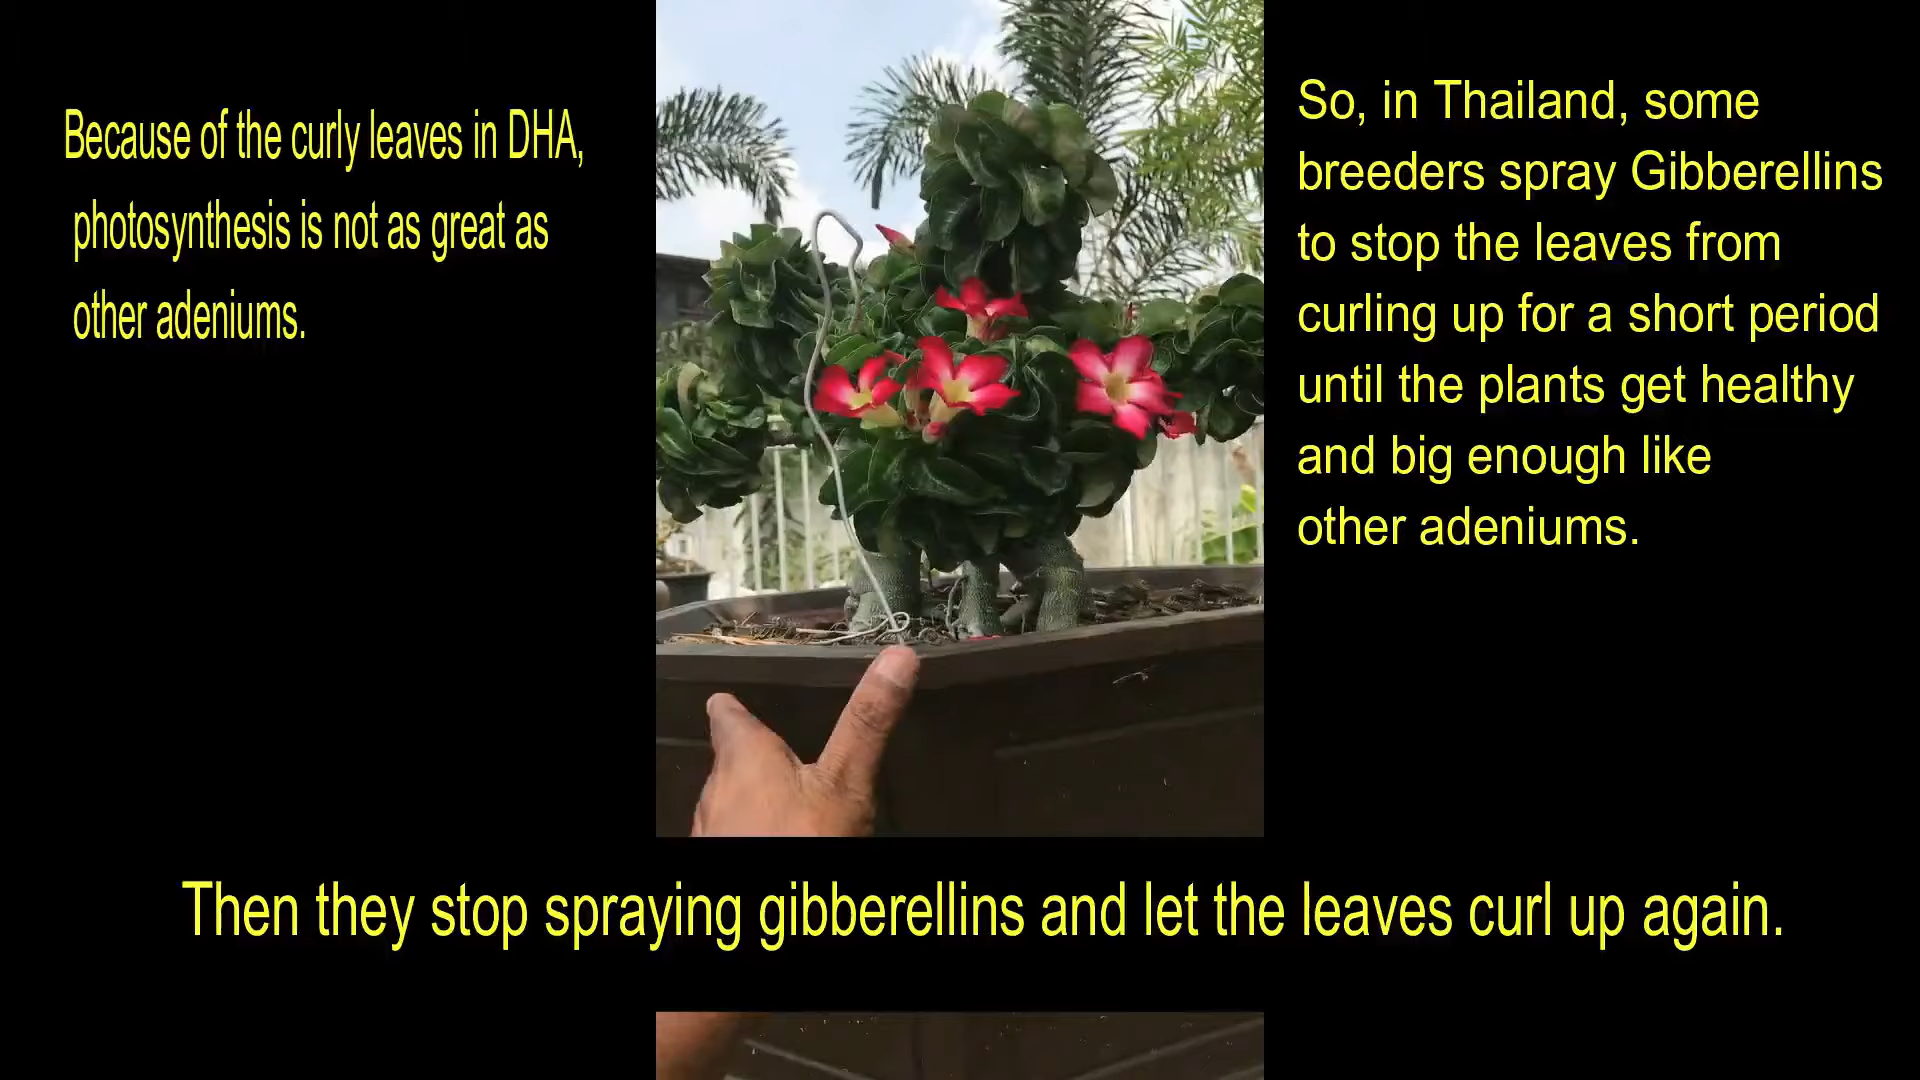 Because of the curly leaves in DHA,
photosynthesis is not as great as
other adeniums.
So, in Thailand, some
breeders spray Gibberellins
to stop the leaves from
curling up for a short period
until the plants get healthy
and big enough like
other adeniums.
Then they stop spraying gibberellins and let the leaves curl up again.